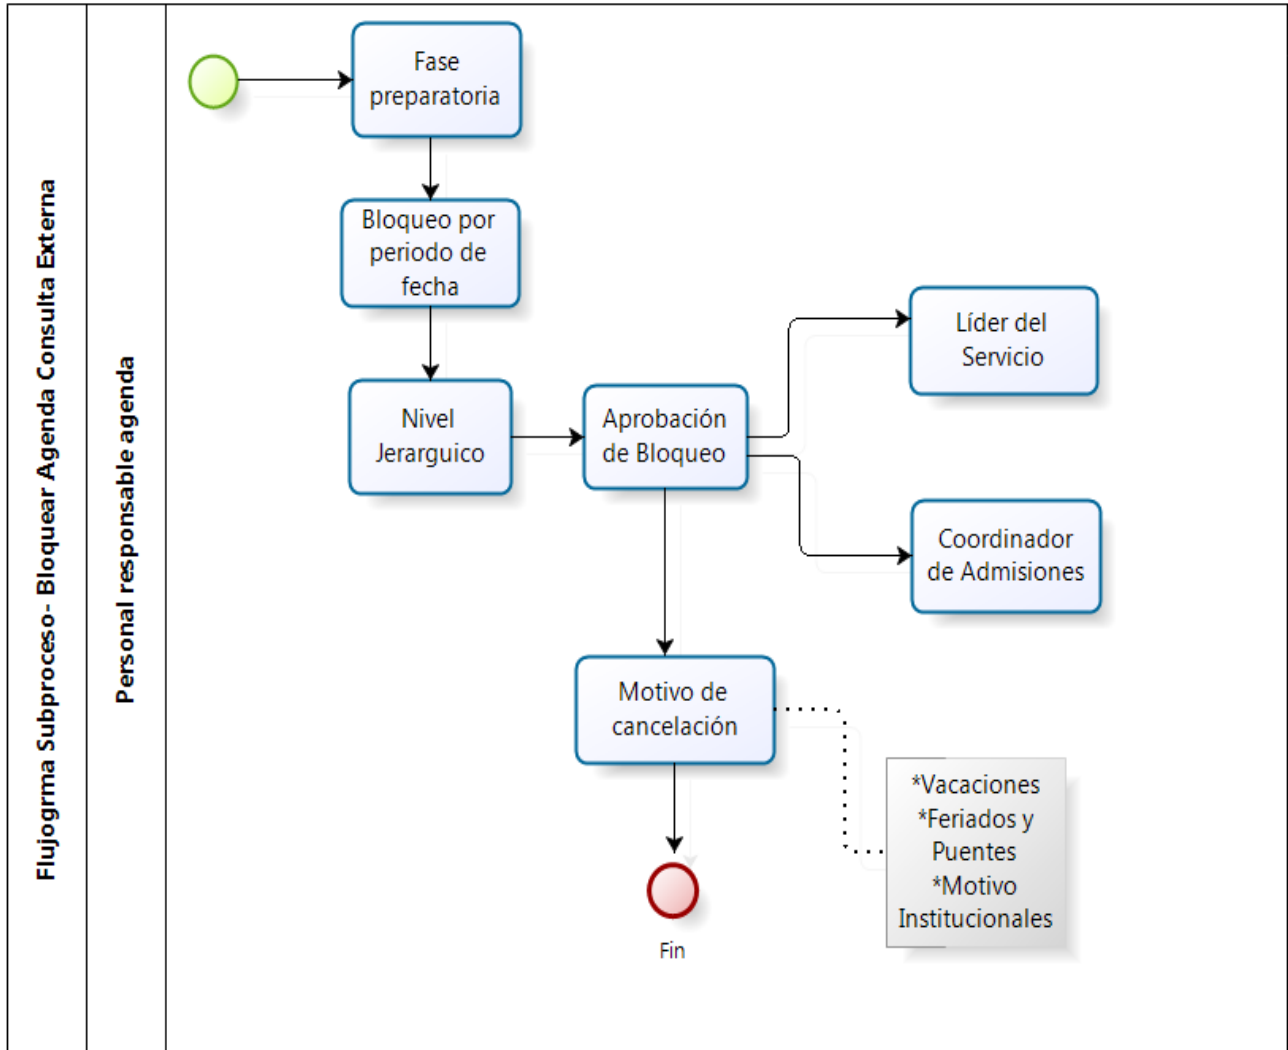 Flujogrma Subproceso- Bloquear Agenda Consulta Externa
Personal responsable agenda
Fase
preparatoria
Bloqueo por
periodo de
fecha
Nivel
Jerarguico
Aprobación
de Bloqueo
Líder del
Servicio
Coordinador
de Admisiones
Motivo de
cancelación
*Vacaciones
*Feriados y
Puentes
*Motivo
Institucionales
Fin